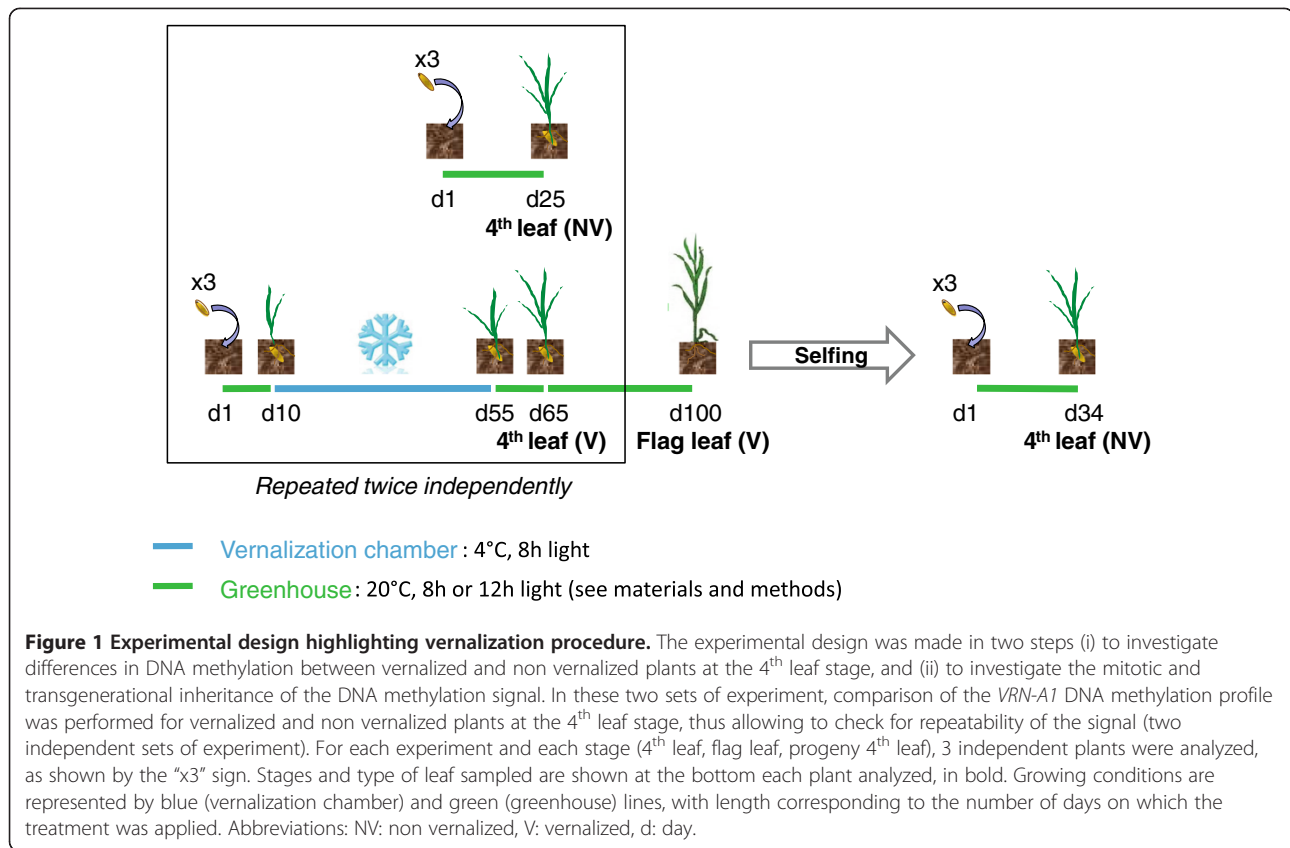 x3
d1
d25
4th leaf (NV)
x3
x3
Selfing
d1
d10
d55
d65
d100
d1
d34
4th leaf (V)
Flag leaf (V)
4th leaf (NV)
Repeated twice independently
Vernalization chamber : 4°C, 8h light
Greenhouse : 20°C, 8h or 12h light (see materials and methods)
Figure 1 Experimental design highlighting vernalization procedure. The experimental design was made in two steps (i) to investigate
differences in DNA methylation between vernalized and non vernalized plants at the 4th leaf stage, and (ii) to investigate the mitotic and
transgenerational inheritance of the DNA methylation signal. In these two sets of experiment, comparison of the VRN-A1 DNA methylation profile
was performed for vernalized and non vernalized plants at the 4th leaf stage, thus allowing to check for repeatability of the signal (two
independent sets of experiment). For each experiment and each stage (4th leaf, flag leaf, progeny 4th leaf), 3 independent plants were analyzed,
as shown by the “x3” sign. Stages and type of leaf sampled are shown at the bottom each plant analyzed, in bold. Growing conditions are
represented by blue (vernalization chamber) and green (greenhouse) lines, with length corresponding to the number of days on which the
treatment was applied. Abbreviations: NV: non vernalized, V: vernalized, d: day.